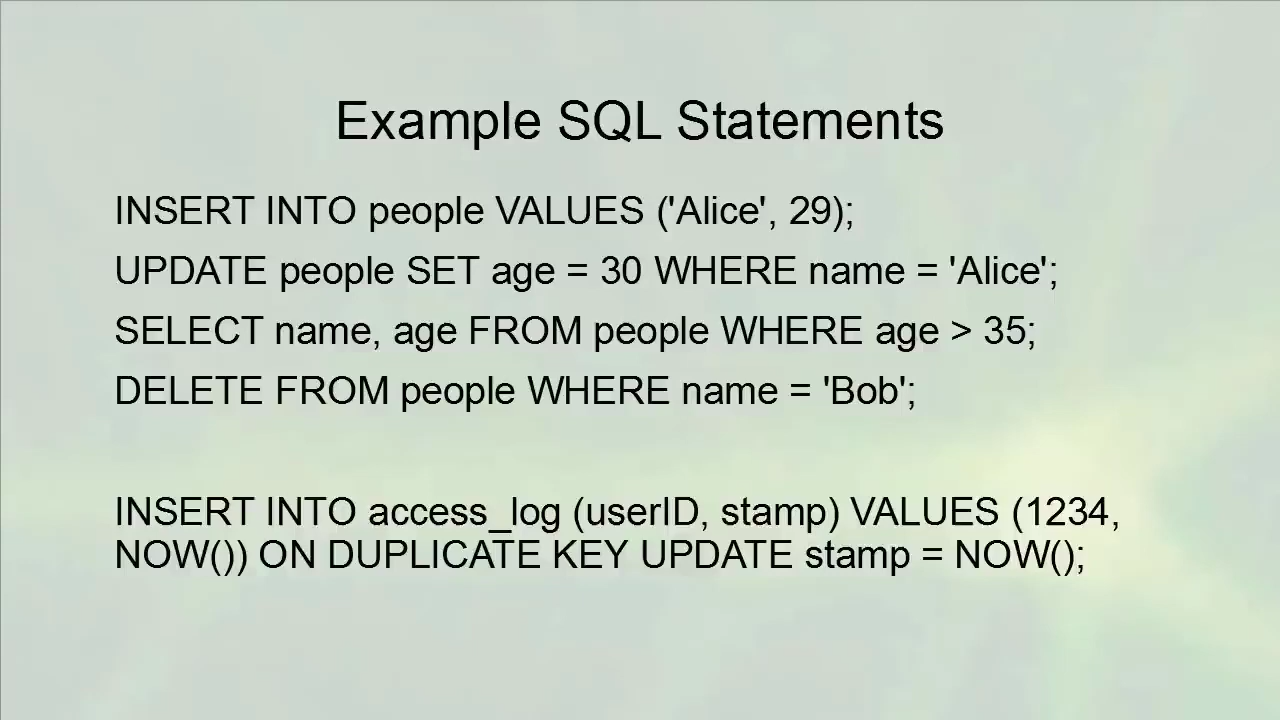 Example SQL Statements
INSERT INTO people VALUES ('Alice', 29);
UPDATE people SET age = 30 WHERE name = 'Alice';
SELECT name, age FROM people WHERE age > 35;
DELETE FROM people WHERE name = 'Bob';
INSERT INTO access_log (userID, stamp) VALUES (1234,
NOW()) ON DUPLICATE KEY UPDATE stamp = NOW();